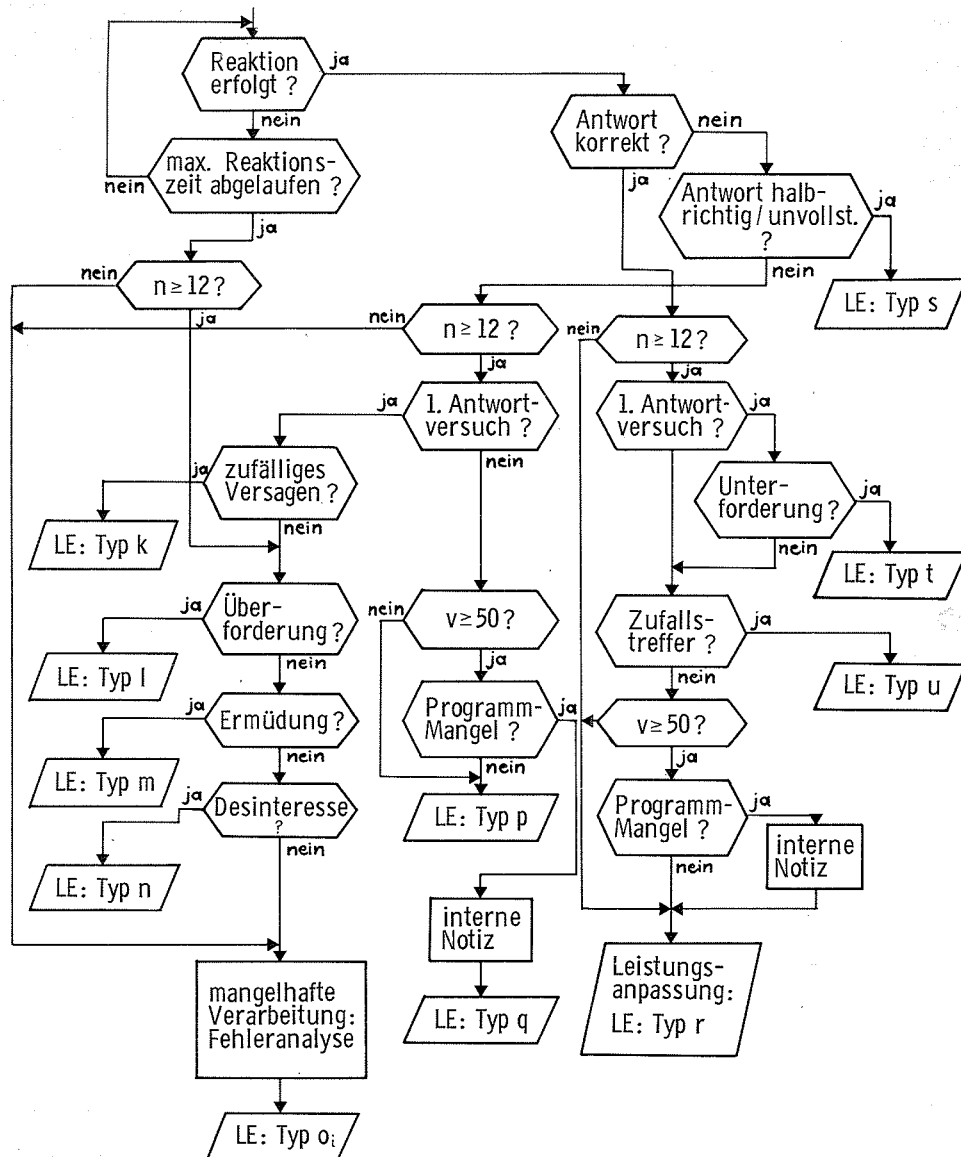 Reaktion
erfolgt ?
ja
nein
max. Reaktions-
zeit abgelaufen ?
nein
ja
Antwort
korrekt ?
nein
ja
Antwort halb-
richtig / unvollst.
?
ja
nein
LE: Typ s
nein
n ≥ 12 ?
ja
nein
n ≥ 12 ?
ja
nein
n ≥ 12 ?
ja
ja
1. Antwort-
versuch ?
nein
1. Antwort-
versuch ?
ja
ja
zufälliges
Versagen ?
nein
LE: Typ k
Unter-
forderung ?
ja
nein
LE: Typ t
ja
Über-
forderung ?
nein
LE: Typ l
nein
v ≥ 50 ?
ja
Zufalls-
treffer ?
ja
nein
LE: Typ u
ja
Ermüdung ?
nein
LE: Typ m
Programm-
Mangel ?
ja
nein
LE: Typ p
v ≥ 50 ?
ja
ja
Desinteresse
?
nein
LE: Typ n
Programm-
Mangel ?
ja
nein
interne
Notiz
interne
Notiz
LE: Typ q
Leistungs-
anpassung:
LE: Typ r
mangelhafte
Verarbeitung:
Fehleranalyse
LE: Typ oᵢ